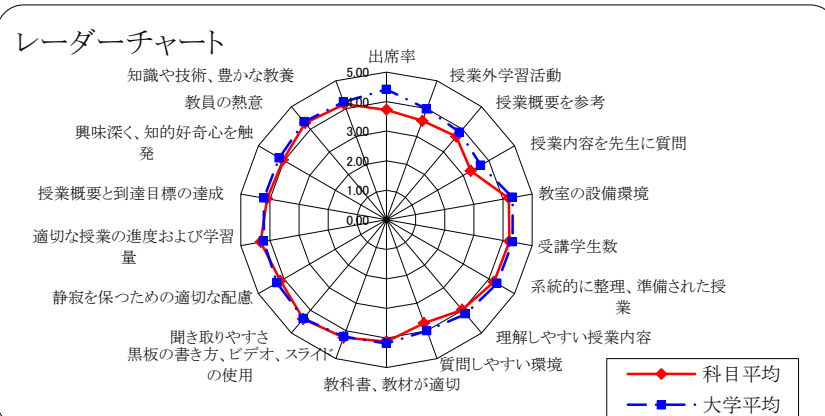 レーダーチャート
出席率
授業外学習活動
授業概要を参考
授業内容を先生に質問
教室の設備環境
受講学生数
系統的に整理、準備された授
業
理解しやすい授業内容
質問しやすい環境
教科書、教材が適切
黒板の書き方、ビデオ、スライド
の使用
聞き取りやすさ
静寂を保つための適切な配慮
適切な授業の進度および学習
量
授業概要と到達目標の達成
興味深く、知的好奇心を触
発
教員の熱意
知識や技術、豊かな教養
5.00
4.00
3.00
2.00
1.00
0.00
科目平均
大学平均